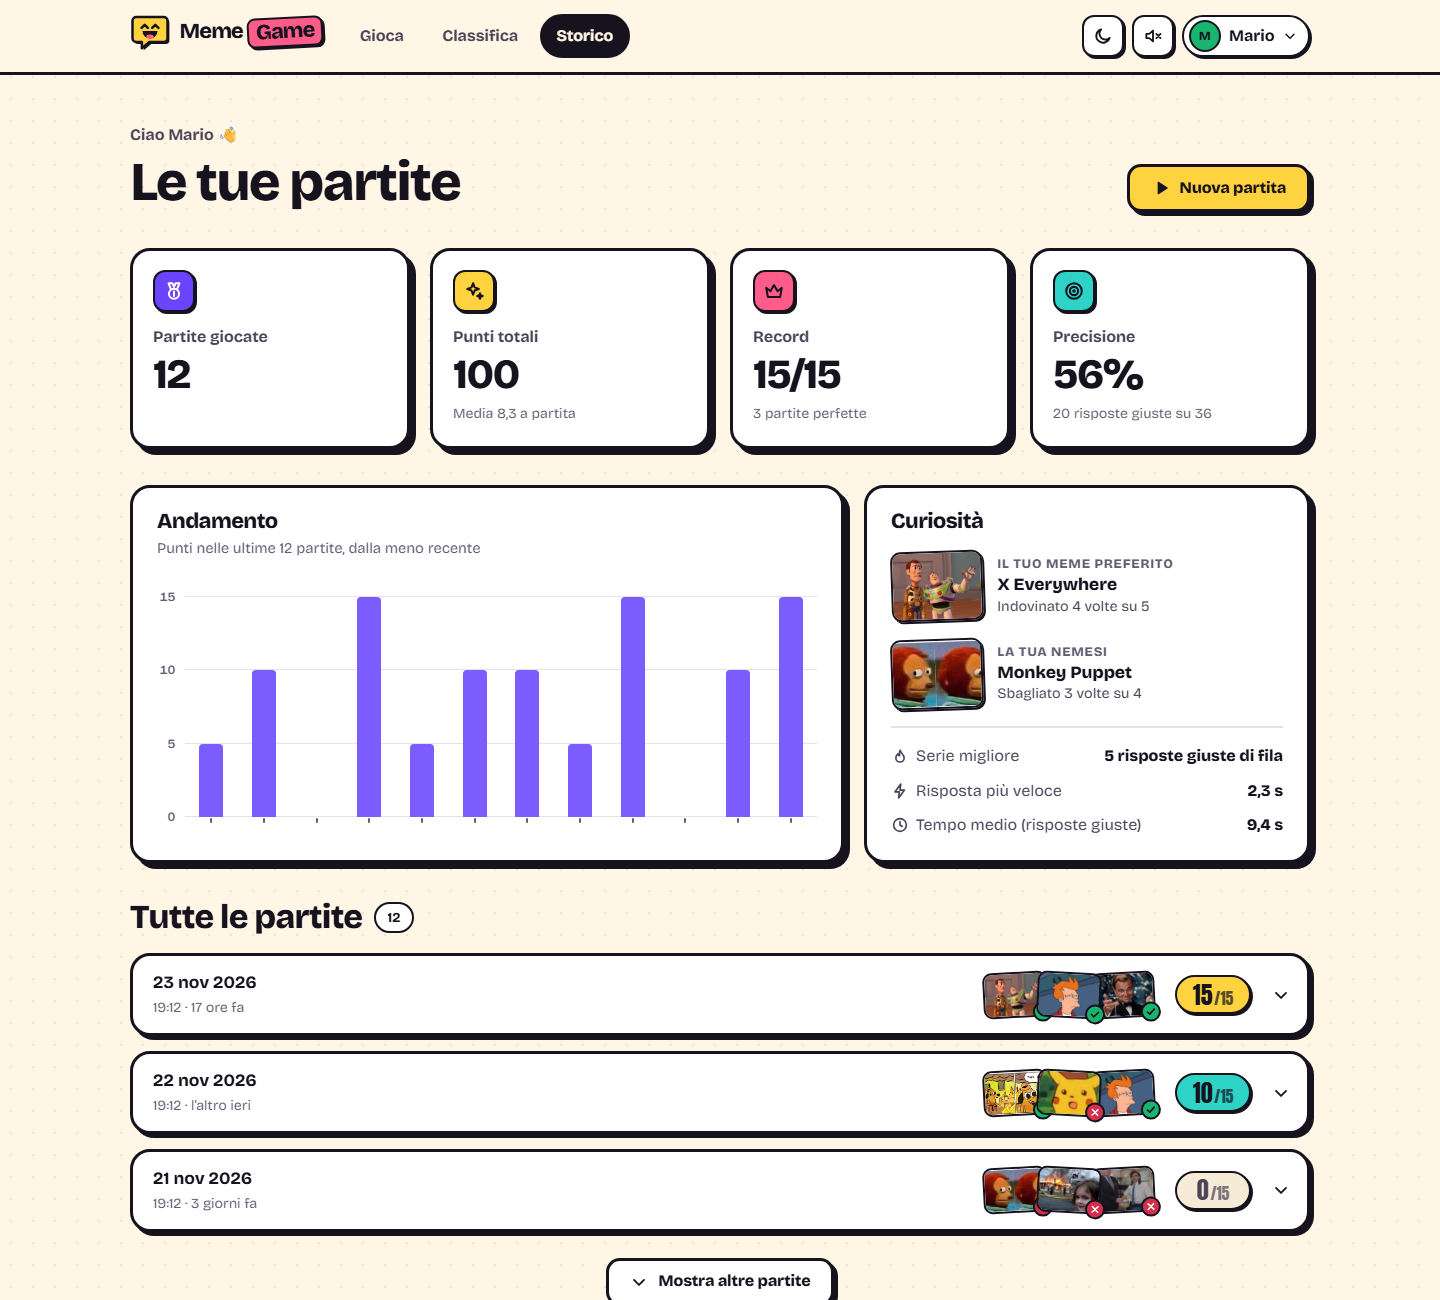 Meme Game
Gioca
Classifica
Storico
M
Mario
Ciao Mario
Le tue partite
Nuova partita
Partite giocate
12
Punti totali
100
Media 8,3 a partita
Record
15/15
3 partite perfette
Precisione
56%
20 risposte giuste su 36
Andamento
Punti nelle ultime 12 partite, dalla meno recente
15
10
5
0
Curiosità
IL TUO MEME PREFERITO
X Everywhere
Indovinato 4 volte su 5
LA TUA NEMESI
Monkey Puppet
Sbagliato 3 volte su 4
Serie migliore
5 risposte giuste di fila
Risposta più veloce
2,3 s
Tempo medio (risposte giuste)
9,4 s
Tutte le partite
12
23 nov 2026
19:12 · 17 ore fa
15/15
22 nov 2026
19:12 · l'altro ieri
10/15
21 nov 2026
19:12 · 3 giorni fa
0/15
Mostra altre partite